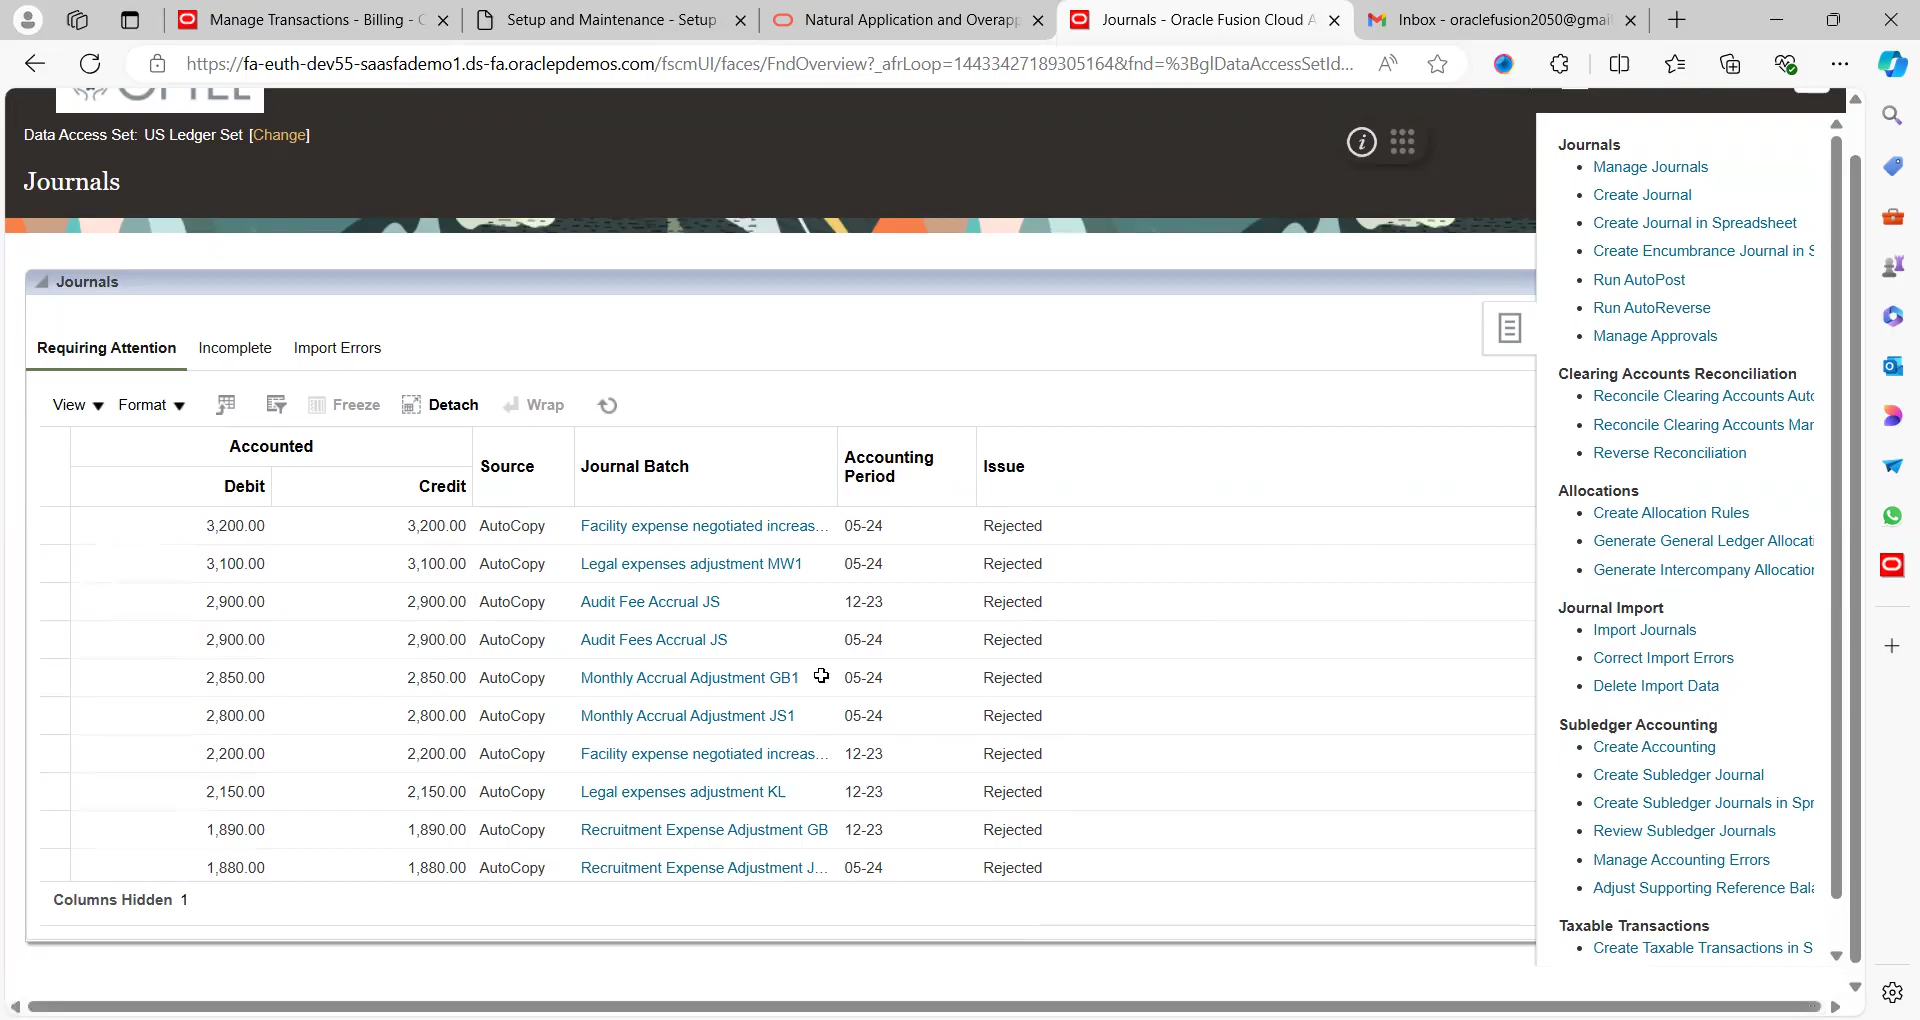 Manage Transactions - Billing - C
Setup and Maintenance - Setup
Natural Application and Overapp
Journals - Oracle Fusion Cloud A
Inbox - oraclefusion2050@gmai
https://fa-euth-dev55-saasfademo1.ds-fa.oraclepdemos.com/fscmUI/faces/FndOverview?_afrLoop=14433427189305164&fnd=%3BglDataAccessSetId...
Data Access Set: US Ledger Set [Change]
Journals
Journals
Requiring Attention Incomplete Import Errors
View Format Freeze Detach Wrap
Accounted
Debit Credit Source Journal Batch Accounting Period Issue
3,200.00 3,200.00 AutoCopy Facility expense negotiated increas... 05-24 Rejected
3,100.00 3,100.00 AutoCopy Legal expenses adjustment MW1 05-24 Rejected
2,900.00 2,900.00 AutoCopy Audit Fee Accrual JS 12-23 Rejected
2,900.00 2,900.00 AutoCopy Audit Fees Accrual JS 05-24 Rejected
2,850.00 2,850.00 AutoCopy Monthly Accrual Adjustment GB1 05-24 Rejected
2,800.00 2,800.00 AutoCopy Monthly Accrual Adjustment JS1 05-24 Rejected
2,200.00 2,200.00 AutoCopy Facility expense negotiated increas... 12-23 Rejected
2,150.00 2,150.00 AutoCopy Legal expenses adjustment KL 12-23 Rejected
1,890.00 1,890.00 AutoCopy Recruitment Expense Adjustment GB 12-23 Rejected
1,880.00 1,880.00 AutoCopy Recruitment Expense Adjustment J... 05-24 Rejected
Columns Hidden 1
Journals
Manage Journals
Create Journal
Create Journal in Spreadsheet
Create Encumbrance Journal in S
Run AutoPost
Run AutoReverse
Manage Approvals
Clearing Accounts Reconciliation
Reconcile Clearing Accounts Auto
Reconcile Clearing Accounts Mar
Reverse Reconciliation
Allocations
Create Allocation Rules
Generate General Ledger Allocati
Generate Intercompany Allocation
Journal Import
Import Journals
Correct Import Errors
Delete Import Data
Subledger Accounting
Create Accounting
Create Subledger Journal
Create Subledger Journals in Spr
Review Subledger Journals
Manage Accounting Errors
Adjust Supporting Reference Bala
Taxable Transactions
Create Taxable Transactions in S